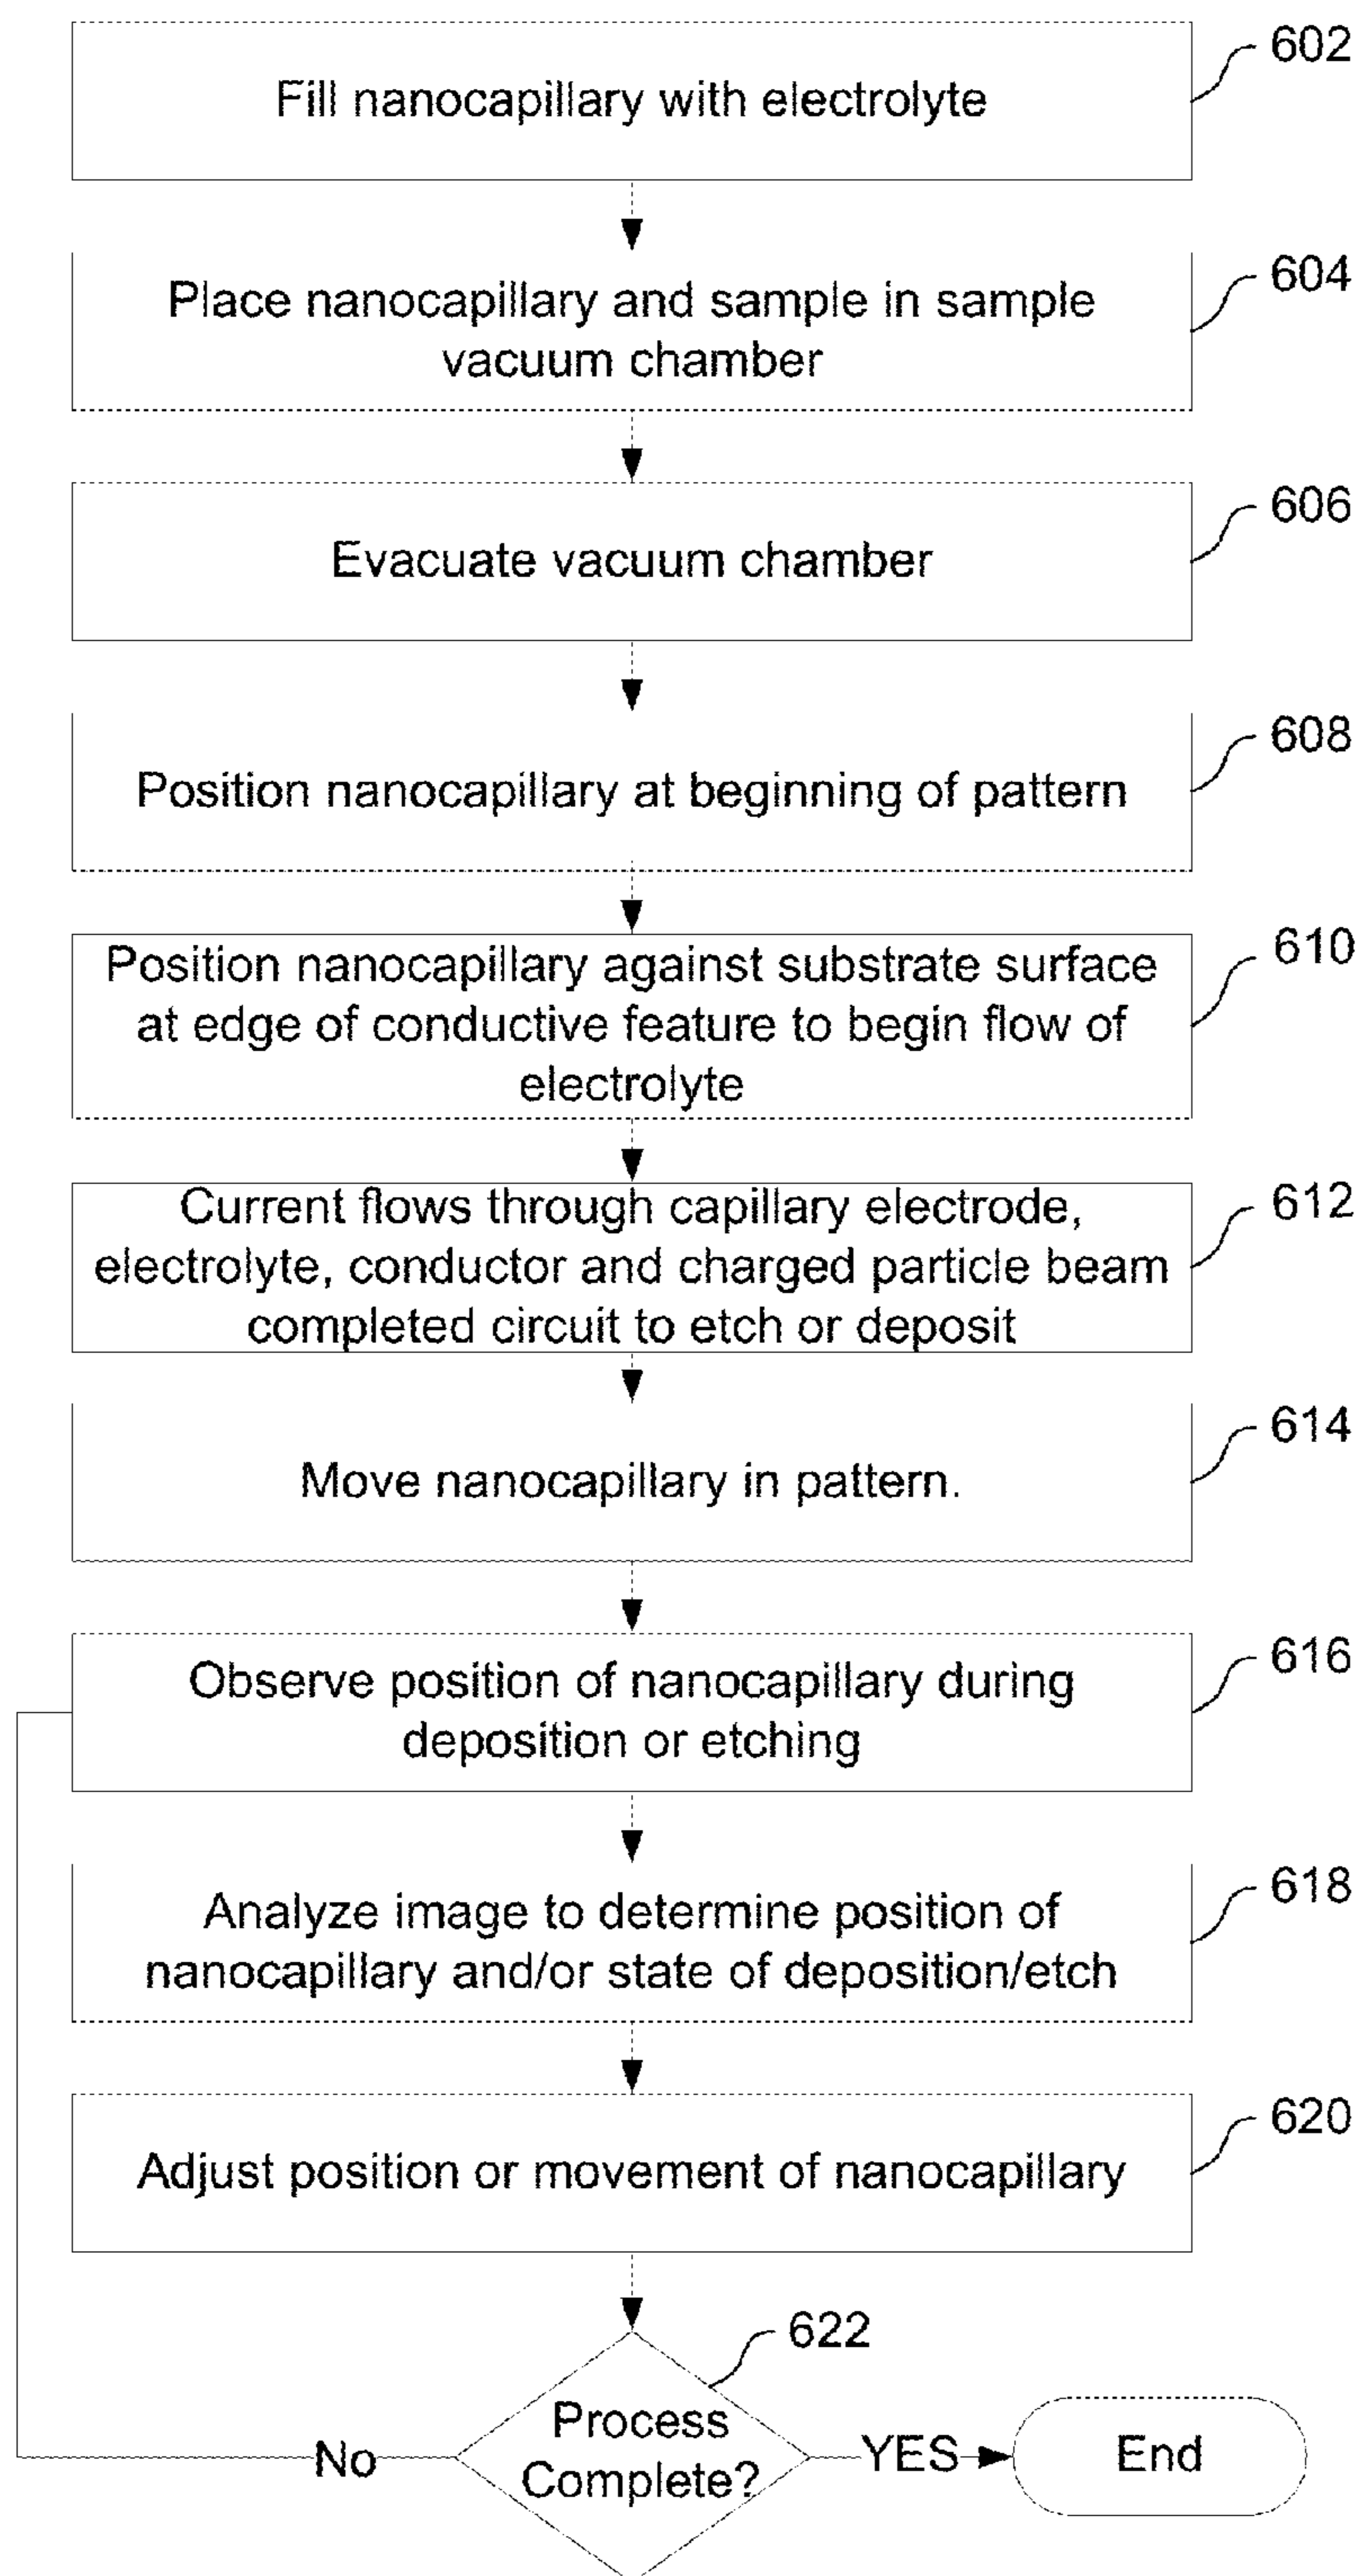 602
Fill nanocapillary with electrolyte
604
Place nanocapillary and sample in sample
vacuum chamber
606
Evacuate vacuum chamber
608
Position nanocapillary at beginning of pattern
610
Position nanocapillary against substrate surface
at edge of conductive feature to begin flow of
electrolyte
612
Current flows through capillary electrode,
electrolyte, conductor and charged particle beam
completed circuit to etch or deposit
614
Move nanocapillary in pattern.
616
Observe position of nanocapillary during
deposition or etching
618
Analyze image to determine position of
nanocapillary and/or state of deposition/etch
620
Adjust position or movement of nanocapillary
622
Process
Complete?
No
YES
End